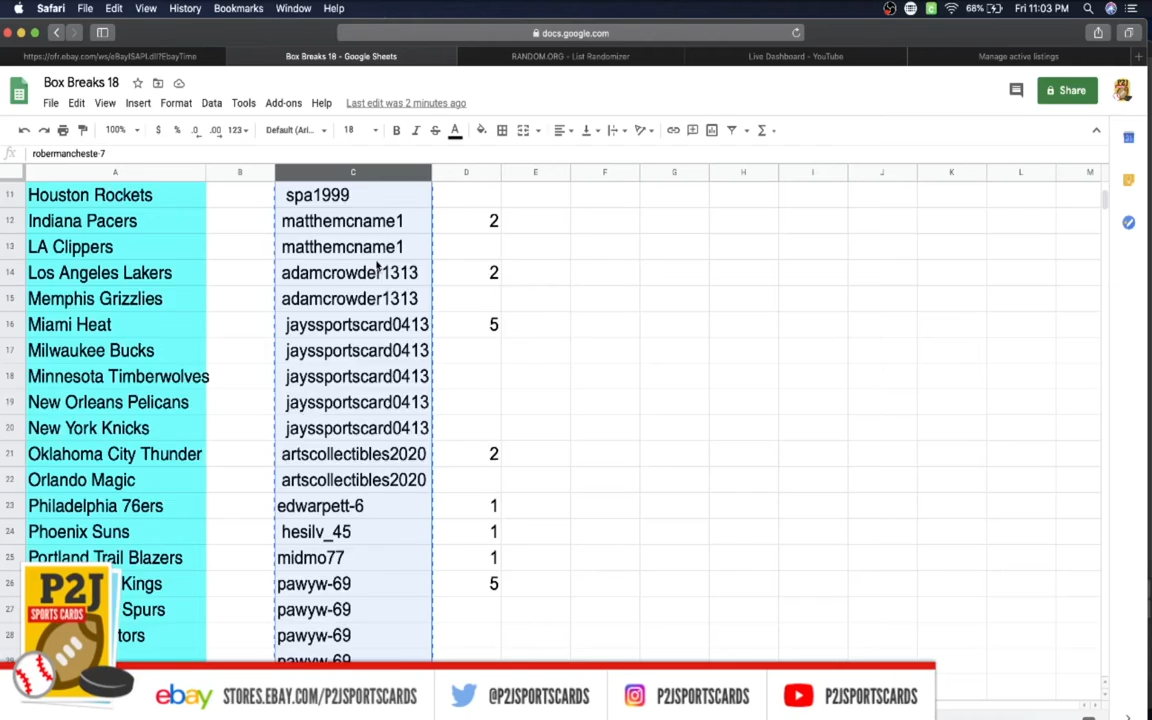 Safari File Edit View History Bookmarks Window Help 68% Fri 11:03 PM
docs.google.com
https://ofr.ebay.com/ws/eBayISAPI.dll?EbayTime Box Breaks 18 - Google Sheets RANDOM.ORG - List Randomizer Live Dashboard - YouTube Manage active listings
Box Breaks 18
File Edit View Insert Format Data Tools Add-ons Help Last edit was 2 minutes ago Share
100% $ % .0 .00 123 Default (Ari... 18 B I S A
fx robermancheste-7
A B C D E F G H I J K L M
11 Houston Rockets spa1999
12 Indiana Pacers matthemcname1 2
13 LA Clippers matthemcname1
14 Los Angeles Lakers adamcrowder1313 2
15 Memphis Grizzlies adamcrowder1313
16 Miami Heat jayssportscard0413 5
17 Milwaukee Bucks jayssportscard0413
18 Minnesota Timberwolves jayssportscard0413
19 New Orleans Pelicans jayssportscard0413
20 New York Knicks jayssportscard0413
21 Oklahoma City Thunder artscollectibles2020 2
22 Orlando Magic artscollectibles2020
23 Philadelphia 76ers edwarpett-6 1
24 Phoenix Suns hesilv_45 1
25 Portland Trail Blazers midmo77 1
26 Kings pawyw-69 5
27 Spurs pawyw-69
28 tors pawyw-69
pawyw-69
P2J
SPORTS CARDS
ebay STORES.EBAY.COM/P2JSPORTSCARDS @P2JSPORTSCARDS P2JSPORTSCARDS P2JSPORTSCARDS